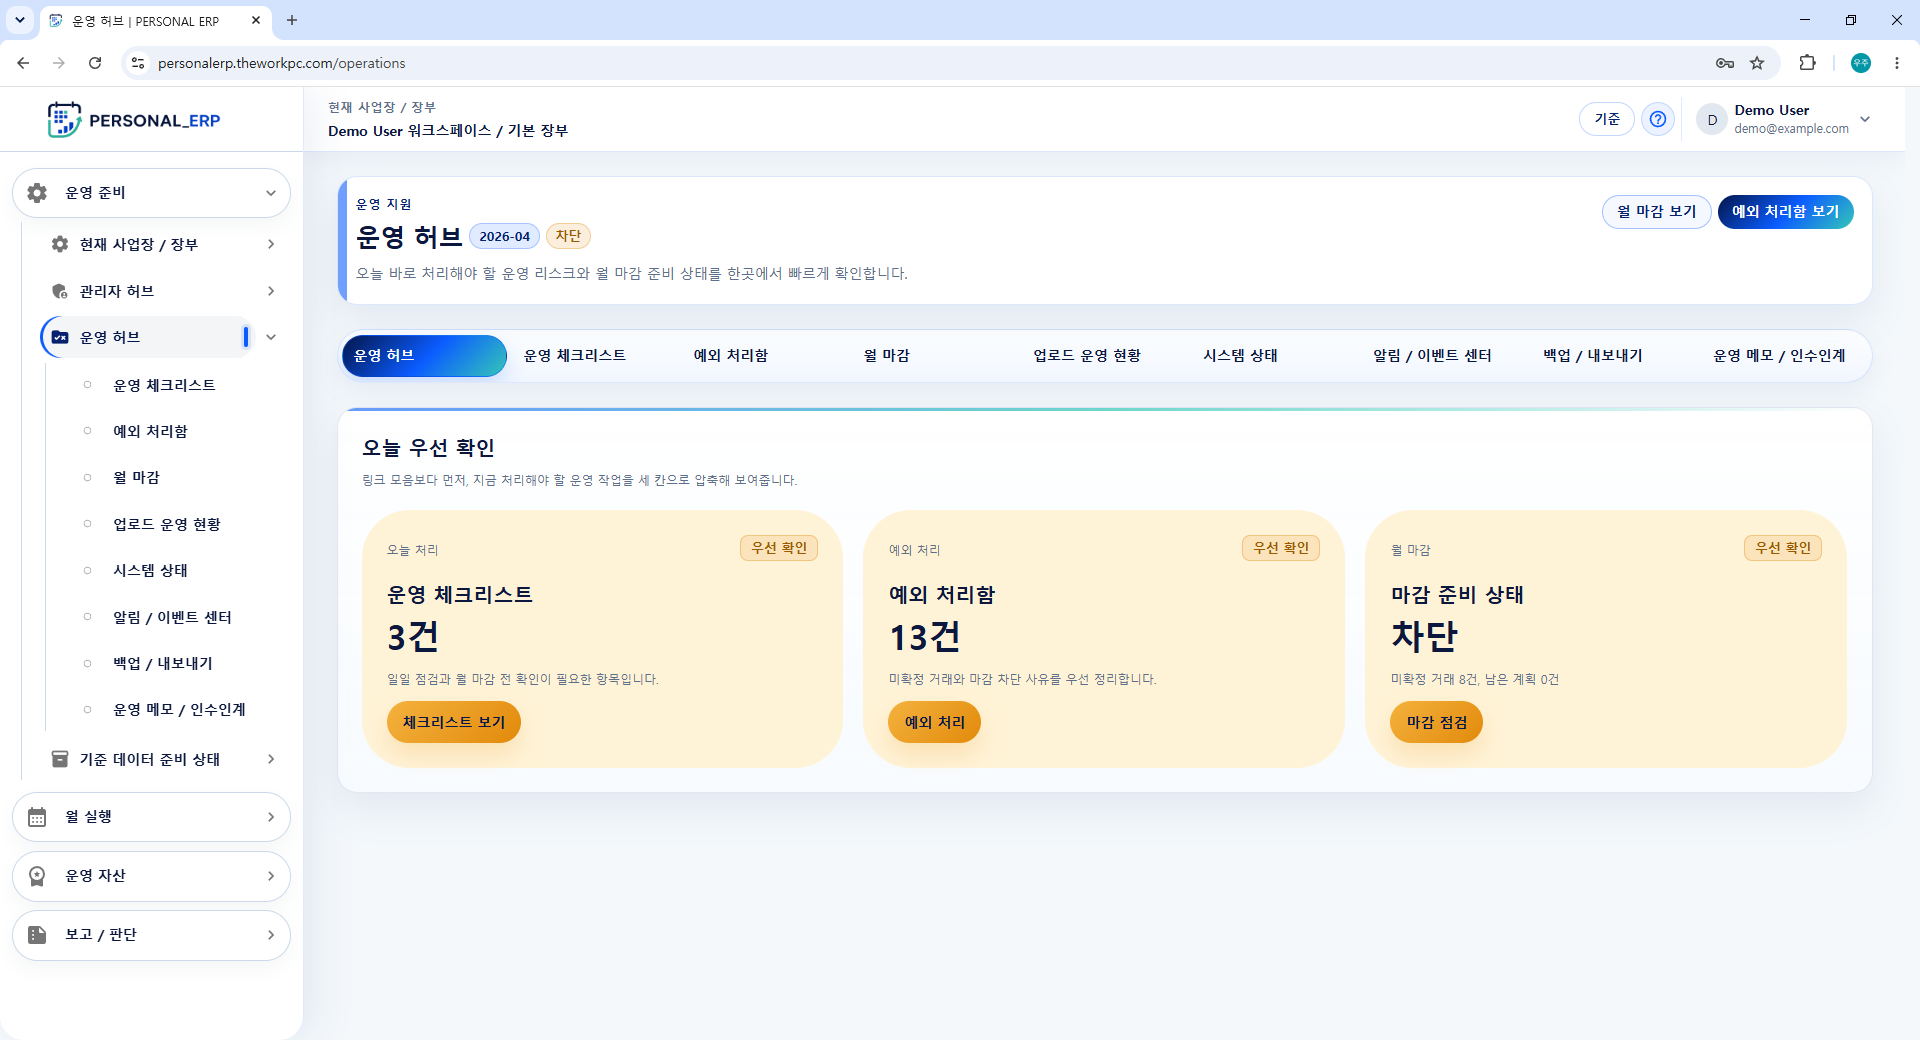 운영 허브 | PERSONAL ERP
personalerp.theworkpc.com/operations
우주
PERSONAL_ERP
현재 사업장 / 장부
Demo User 워크스페이스 / 기본 장부
기준
D
Demo User
demo@example.com
운영 준비
현재 사업장 / 장부
관리자 허브
운영 허브
운영 체크리스트
예외 처리함
월 마감
업로드 운영 현황
시스템 상태
알림 / 이벤트 센터
백업 / 내보내기
운영 메모 / 인수인계
기준 데이터 준비 상태
월 실행
운영 자산
보고 / 판단
운영 지원
운영 허브 2026-04 차단
오늘 바로 처리해야 할 운영 리스크와 월 마감 준비 상태를 한곳에서 빠르게 확인합니다.
월 마감 보기
예외 처리함 보기
운영 허브 운영 체크리스트 예외 처리함 월 마감 업로드 운영 현황 시스템 상태 알림 / 이벤트 센터 백업 / 내보내기 운영 메모 / 인수인계
오늘 우선 확인
링크 모음보다 먼저, 지금 처리해야 할 운영 작업을 세 칸으로 압축해 보여줍니다.
오늘 처리
우선 확인
운영 체크리스트
3건
일일 점검과 월 마감 전 확인이 필요한 항목입니다.
체크리스트 보기
예외 처리
우선 확인
예외 처리함
13건
미확정 거래와 마감 차단 사유를 우선 정리합니다.
예외 처리
월 마감
우선 확인
마감 준비 상태
차단
미확정 거래 8건, 남은 계획 0건
마감 점검